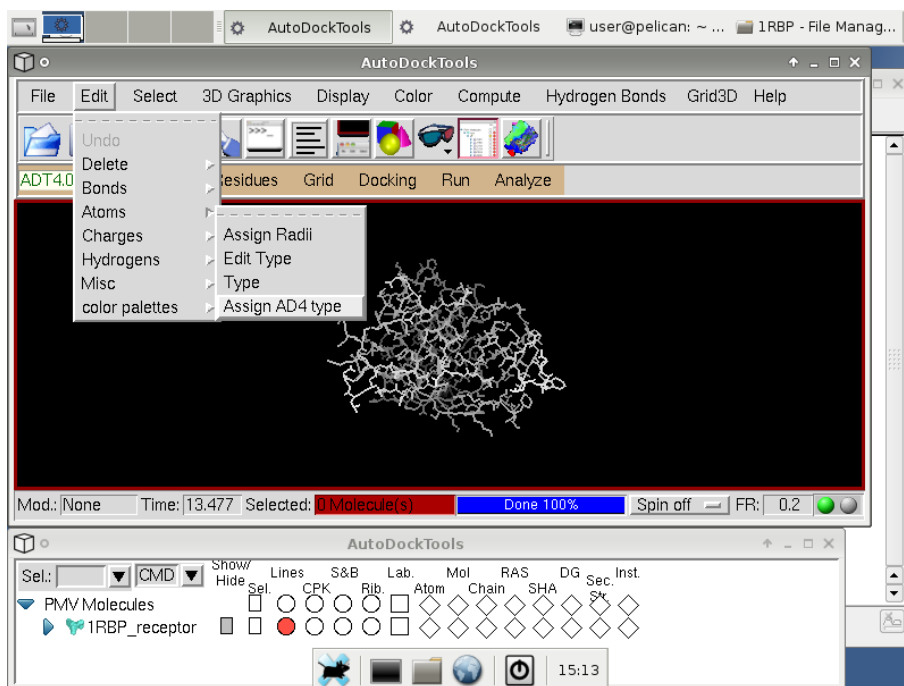 AutoDockTools AutoDockTools user@pelican: ~ ... 1RBP - File Manag...
AutoDockTools
File Edit Select 3D Graphics Display Color Compute Hydrogen Bonds Grid3D Help
ADT4.0 esidues Grid Docking Run Analyze
Undo
Delete
Bonds
Atoms
Charges
Hydrogens
Misc
color palettes
Assign Radii
Edit Type
Type
Assign AD4 type
Mod.: None Time: 13.477 Selected: 0 Molecule(s) Done 100% Spin off FR: 0.2
AutoDockTools
Sel.: CMD Show/ Hide Sel. Lines CPK S&B Rib. Lab. Atom Mol Chain RAS SHA DG Sec. Str. Inst.
PMV Molecules
1RBP_receptor
15:13